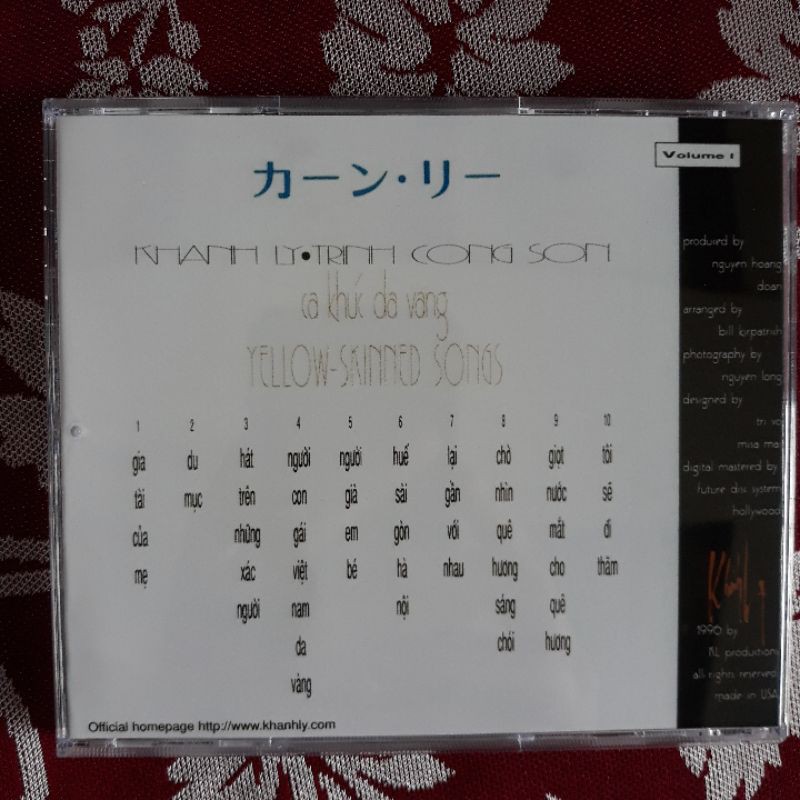 カーン・リー
KHANH LY•TRINH CONG SON
ca khúc da vang
YELLOW-SKINNED SONGS
1 gia tài của mẹ
2 du mục
3 hát trên những xác người
4 người con gái việt nam da vàng
5 người già em bé
6 huế sài gòn hà nội
7 lại gần với nhau
8 chờ nhìn quê hương sáng chói
9 giọt nước mắt cho quê hương
10 tôi sẽ đi thăm
Official homepage http://www.khanhly.com
Volume 1
produced by
nguyen hoang
doan
arranged by
bill kirpatrich
photography by
nguyen long
designed by
tri vo
misa mai
digital mastered by
future disc system
hollywood
by
productions
all rights reserved
made in USA